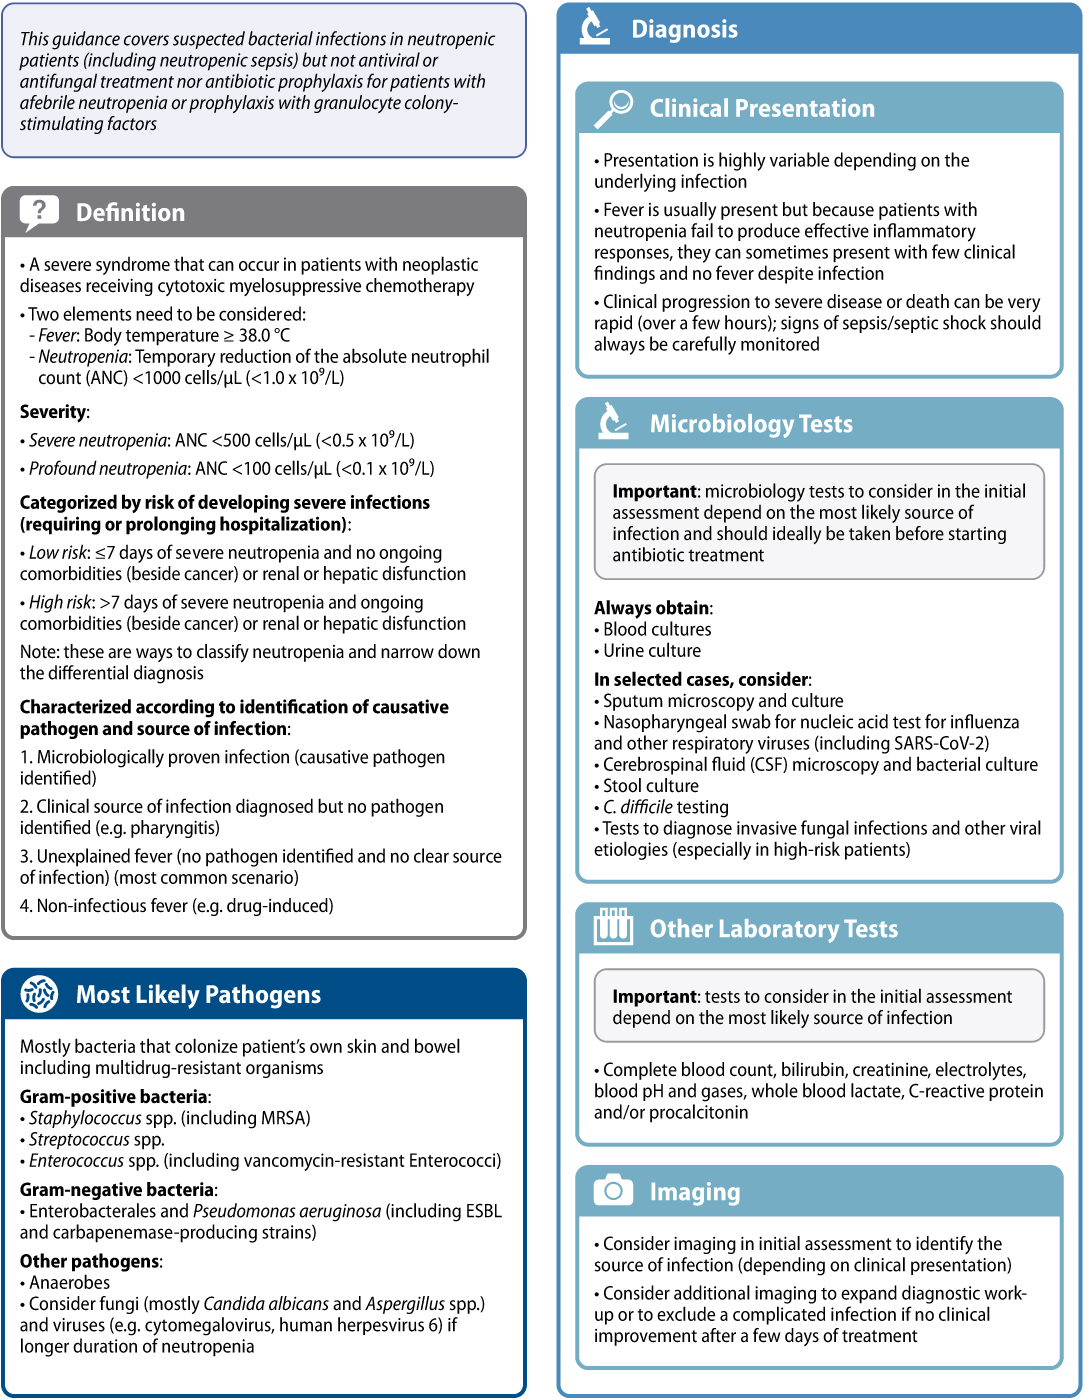 This guidance covers suspected bacterial infections in neutropenic
patients (including neutropenic sepsis) but not antiviral or
antifungal treatment nor antibiotic prophylaxis for patients with
afebrile neutropenia or prophylaxis with granulocyte colony-
stimulating factors
Definition
• A severe syndrome that can occur in patients with neoplastic
diseases receiving cytotoxic myelosuppressive chemotherapy
• Two elements need to be considered:
- Fever: Body temperature ≥ 38.0 °C
- Neutropenia: Temporary reduction of the absolute neutrophil
count (ANC) <1000 cells/µL (<1.0 x 10⁹/L)
Severity:
• Severe neutropenia: ANC <500 cells/µL (<0.5 x 10⁹/L)
• Profound neutropenia: ANC <100 cells/µL (<0.1 x 10⁹/L)
Categorized by risk of developing severe infections
(requiring or prolonging hospitalization):
• Low risk: ≤7 days of severe neutropenia and no ongoing
comorbidities (beside cancer) or renal or hepatic disfunction
• High risk: >7 days of severe neutropenia and ongoing
comorbidities (beside cancer) or renal or hepatic disfunction
Note: these are ways to classify neutropenia and narrow down
the differential diagnosis
Characterized according to identification of causative
pathogen and source of infection:
1. Microbiologically proven infection (causative pathogen
identified)
2. Clinical source of infection diagnosed but no pathogen
identified (e.g. pharyngitis)
3. Unexplained fever (no pathogen identified and no clear source
of infection) (most common scenario)
4. Non-infectious fever (e.g. drug-induced)
Most Likely Pathogens
Mostly bacteria that colonize patient's own skin and bowel
including multidrug-resistant organisms
Gram-positive bacteria:
• Staphylococcus spp. (including MRSA)
• Streptococcus spp.
• Enterococcus spp. (including vancomycin-resistant Enterococci)
Gram-negative bacteria:
• Enterobacterales and Pseudomonas aeruginosa (including ESBL
and carbapenemase-producing strains)
Other pathogens:
• Anaerobes
• Consider fungi (mostly Candida albicans and Aspergillus spp.)
and viruses (e.g. cytomegalovirus, human herpesvirus 6) if
longer duration of neutropenia
Diagnosis
Clinical Presentation
• Presentation is highly variable depending on the
underlying infection
• Fever is usually present but because patients with
neutropenia fail to produce effective inflammatory
responses, they can sometimes present with few clinical
findings and no fever despite infection
• Clinical progression to severe disease or death can be very
rapid (over a few hours); signs of sepsis/septic shock should
always be carefully monitored
Microbiology Tests
Important: microbiology tests to consider in the initial
assessment depend on the most likely source of
infection and should ideally be taken before starting
antibiotic treatment
Always obtain:
• Blood cultures
• Urine culture
In selected cases, consider:
• Sputum microscopy and culture
• Nasopharyngeal swab for nucleic acid test for influenza
and other respiratory viruses (including SARS-CoV-2)
• Cerebrospinal fluid (CSF) microscopy and bacterial culture
• Stool culture
• C. difficile testing
• Tests to diagnose invasive fungal infections and other viral
etiologies (especially in high-risk patients)
Other Laboratory Tests
Important: tests to consider in the initial assessment
depend on the most likely source of infection
• Complete blood count, bilirubin, creatinine, electrolytes,
blood pH and gases, whole blood lactate, C-reactive protein
and/or procalcitonin
Imaging
• Consider imaging in initial assessment to identify the
source of infection (depending on clinical presentation)
• Consider additional imaging to expand diagnostic work-
up or to exclude a complicated infection if no clinical
improvement after a few days of treatment